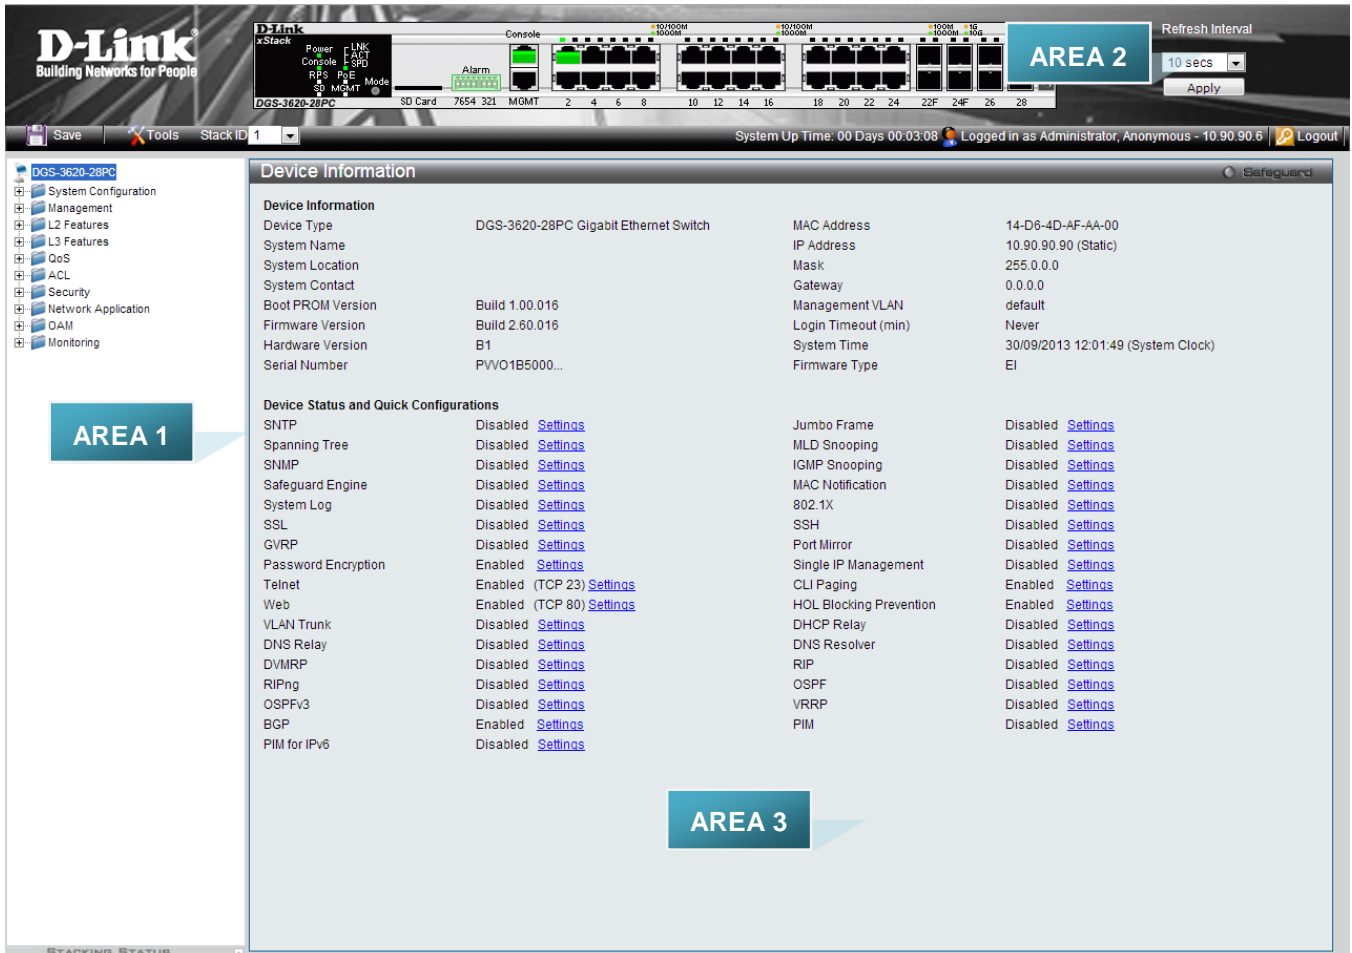 D-Link
Building Networks for People
D-Link
xStack
Power
Console
RPS PoE
SD MGMT
LNK
ACT
SPD
Mode
DGS-3620-28PC
SD Card
Alarm
7654 321
Console
MGMT
10/100M
1000M
10/100M
1000M
100M 1G
1000M 10G
2 4 6 8 10 12 14 16 18 20 22 24 22F 24F 26 28
AREA 2
Refresh Interval
10 secs
Apply
Save
Tools
Stack ID 1
System Up Time: 00 Days 00:03:08
Logged in as Administrator, Anonymous - 10.90.90.6
Logout
DGS-3620-28PC
System Configuration
Management
L2 Features
L3 Features
QoS
ACL
Security
Network Application
OAM
Monitoring
AREA 1
STACKING STATUS
Device Information
Safeguard
Device Information
Device Type DGS-3620-28PC Gigabit Ethernet Switch MAC Address 14-D6-4D-AF-AA-00
System Name IP Address 10.90.90.90 (Static)
System Location Mask 255.0.0.0
System Contact Gateway 0.0.0.0
Boot PROM Version Build 1.00.016 Management VLAN default
Firmware Version Build 2.60.016 Login Timeout (min) Never
Hardware Version B1 System Time 30/09/2013 12:01:49 (System Clock)
Serial Number PVVO1B5000... Firmware Type EI
Device Status and Quick Configurations
SNTP Disabled Settings Jumbo Frame Disabled Settings
Spanning Tree Disabled Settings MLD Snooping Disabled Settings
SNMP Disabled Settings IGMP Snooping Disabled Settings
Safeguard Engine Disabled Settings MAC Notification Disabled Settings
System Log Disabled Settings 802.1X Disabled Settings
SSL Disabled Settings SSH Disabled Settings
GVRP Disabled Settings Port Mirror Disabled Settings
Password Encryption Enabled Settings Single IP Management Disabled Settings
Telnet Enabled (TCP 23) Settings CLI Paging Enabled Settings
Web Enabled (TCP 80) Settings HOL Blocking Prevention Enabled Settings
VLAN Trunk Disabled Settings DHCP Relay Disabled Settings
DNS Relay Disabled Settings DNS Resolver Disabled Settings
DVMRP Disabled Settings RIP Disabled Settings
RIPng Disabled Settings OSPF Disabled Settings
OSPFv3 Disabled Settings VRRP Disabled Settings
BGP Enabled Settings PIM Disabled Settings
PIM for IPv6 Disabled Settings
AREA 3